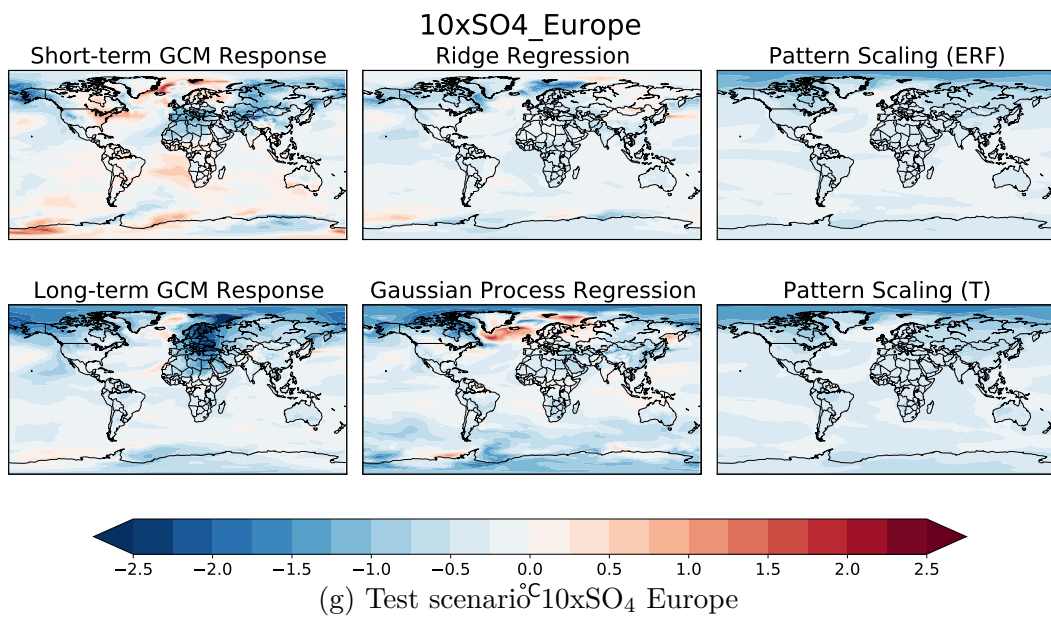 10xSO4_Europe
Short-term GCM Response
Ridge Regression
Pattern Scaling (ERF)
Long-term GCM Response
Gaussian Process Regression
Pattern Scaling (T)
−2.5 −2.0 −1.5 −1.0 −0.5 0.0 0.5 1.0 1.5 2.0 2.5
°C
(g) Test scenario 10xSO₄ Europe